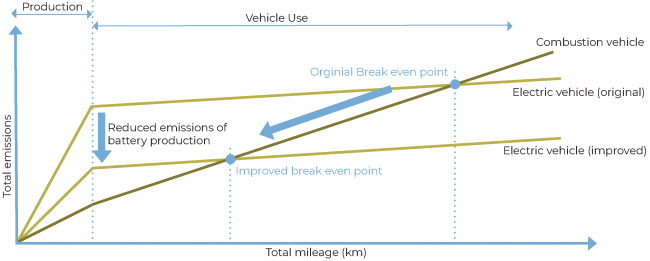 Production
Vehicle Use
Combustion vehicle
Orginial Break even point
Electric vehicle (original)
Reduced emissions of
battery production
Electric vehicle (improved)
Improved break even point
Total emissions
Total mileage (km)